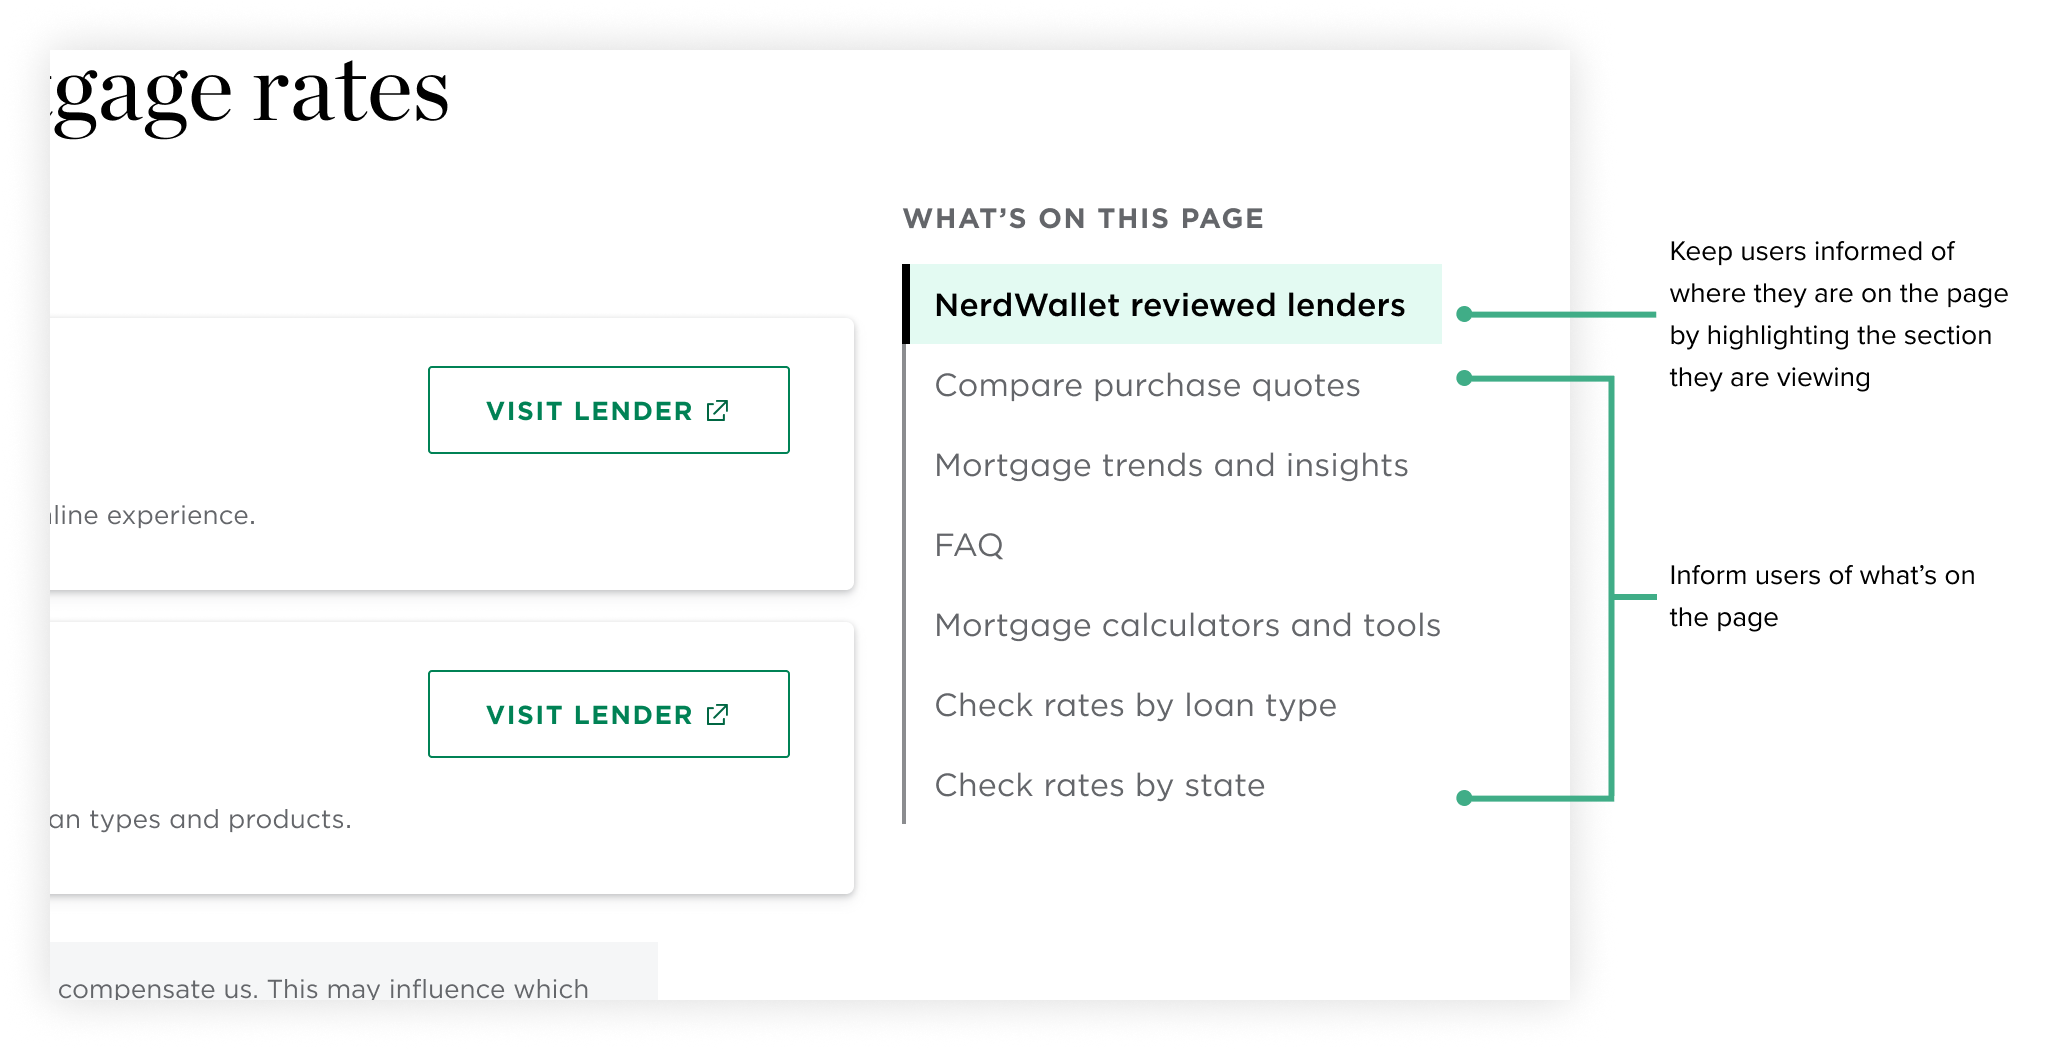 tgage rates
WHAT’S ON THIS PAGE
NerdWallet reviewed lenders
Compare purchase quotes
Mortgage trends and insights
FAQ
Mortgage calculators and tools
Check rates by loan type
Check rates by state
VISIT LENDER
line experience.
VISIT LENDER
an types and products.
compensate us. This may influence which
Keep users informed of
where they are on the page
by highlighting the section
they are viewing
Inform users of what’s on
the page